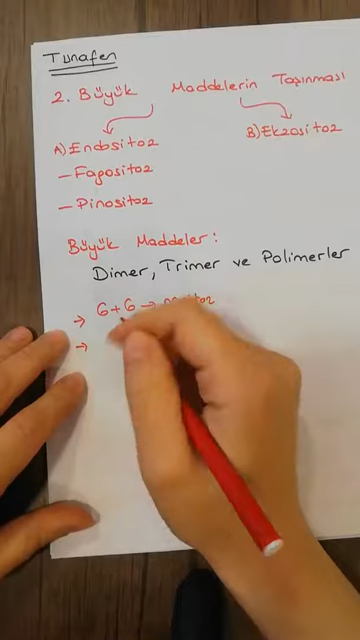 Tunafen
2. Büyük Maddelerin Taşınması
A) Endositoz B) Ekzositoz
- Fagositoz
- Pinositoz
Büyük Maddeler:
Dimer, Trimer ve Polimerler
→ 6+6 →
→